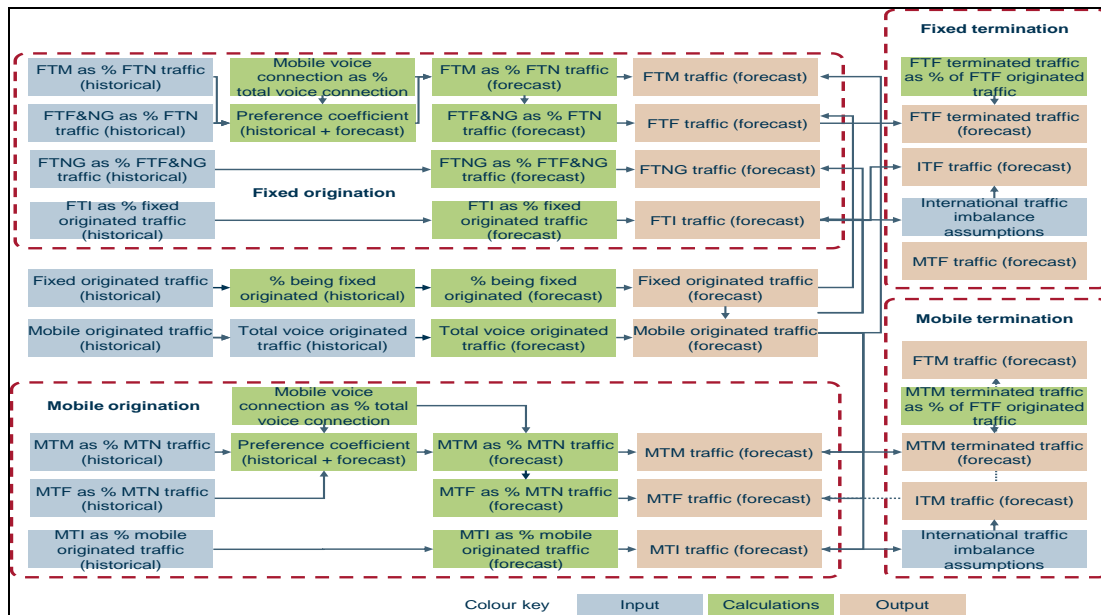 Fixed termination
FTM as % FTN traffic
(historical)
Mobile voice
connection as %
total voice connection
FTM as % FTN traffic
(forecast)
FTM traffic (forecast)
FTF terminated traffic
as % of FTF originated
traffic
FTF&NG as % FTN
traffic (historical)
Preference coefficient
(historical + forecast)
FTF&NG as % FTN
traffic (forecast)
FTF traffic (forecast)
FTF terminated traffic
(forecast)
FTNG as % FTF&NG
traffic (historical)
Fixed origination
FTNG as % FTF&NG
traffic (forecast)
FTNG traffic (forecast)
ITF traffic (forecast)
FTI as % fixed
originated traffic
(historical)
FTI as % fixed
originated traffic
(forecast)
FTI traffic (forecast)
International traffic
imbalance
assumptions
MTF traffic (forecast)
Fixed originated traffic
(historical)
% being fixed
originated (historical)
% being fixed
originated (forecast)
Fixed originated traffic
(forecast)
Mobile originated traffic
(historical)
Total voice originated
traffic (historical)
Total voice originated
traffic (forecast)
Mobile originated traffic
(forecast)
Mobile termination
FTM traffic (forecast)
Mobile origination
Mobile voice
connection as % total
voice connection
MTM terminated traffic
as % of FTF originated
traffic
MTM as % MTN traffic
(historical)
Preference coefficient
(historical + forecast)
MTM as % MTN traffic
(forecast)
MTM traffic (forecast)
MTM terminated traffic
(forecast)
MTF as % MTN traffic
(historical)
MTF as % MTN traffic
(forecast)
MTF traffic (forecast)
ITM traffic (forecast)
MTI as % mobile
originated traffic
(historical)
MTI as % mobile
originated traffic
(forecast)
MTI traffic (forecast)
International traffic
imbalance
assumptions
Colour key
Input
Calculations
Output